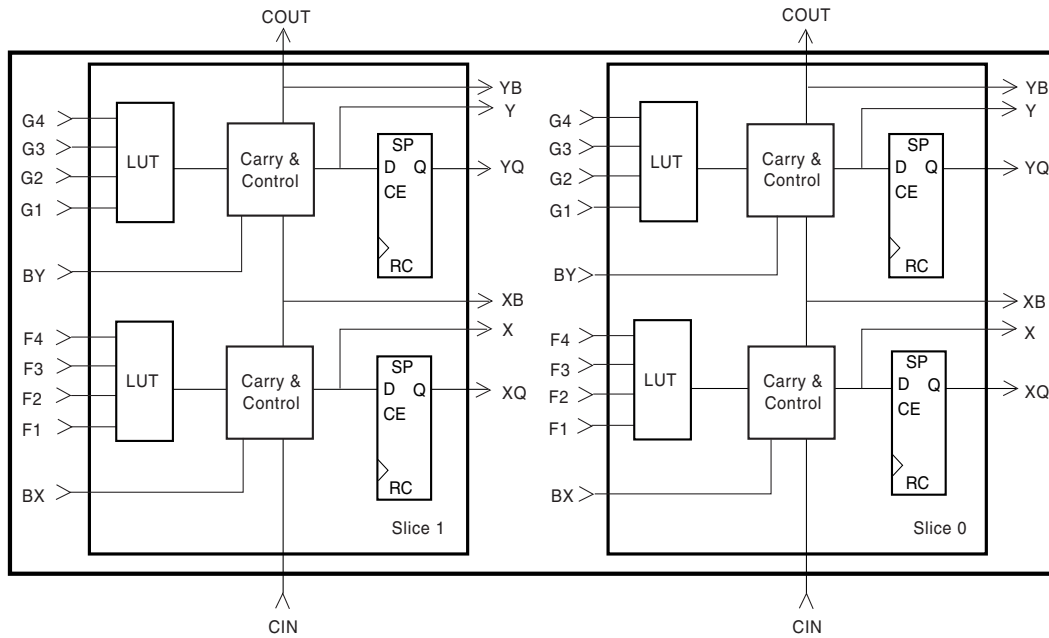 COUT
YB
Y
G4
G3
G2
G1
LUT
Carry &
Control
SP
D Q
CE
RC
YQ
BY
XB
X
F4
F3
F2
F1
LUT
Carry &
Control
SP
D Q
CE
RC
XQ
BX
Slice 1
CIN
COUT
YB
Y
G4
G3
G2
G1
LUT
Carry &
Control
SP
D Q
CE
RC
YQ
BY
XB
X
F4
F3
F2
F1
LUT
Carry &
Control
SP
D Q
CE
RC
XQ
BX
Slice 0
CIN